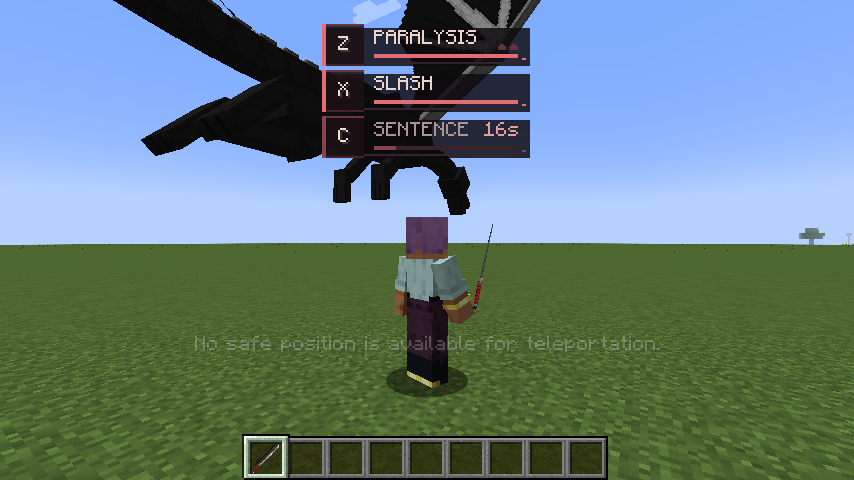 Z PARALYSIS
X SLASH
C SENTENCE 16s
No safe position is available for teleportation.